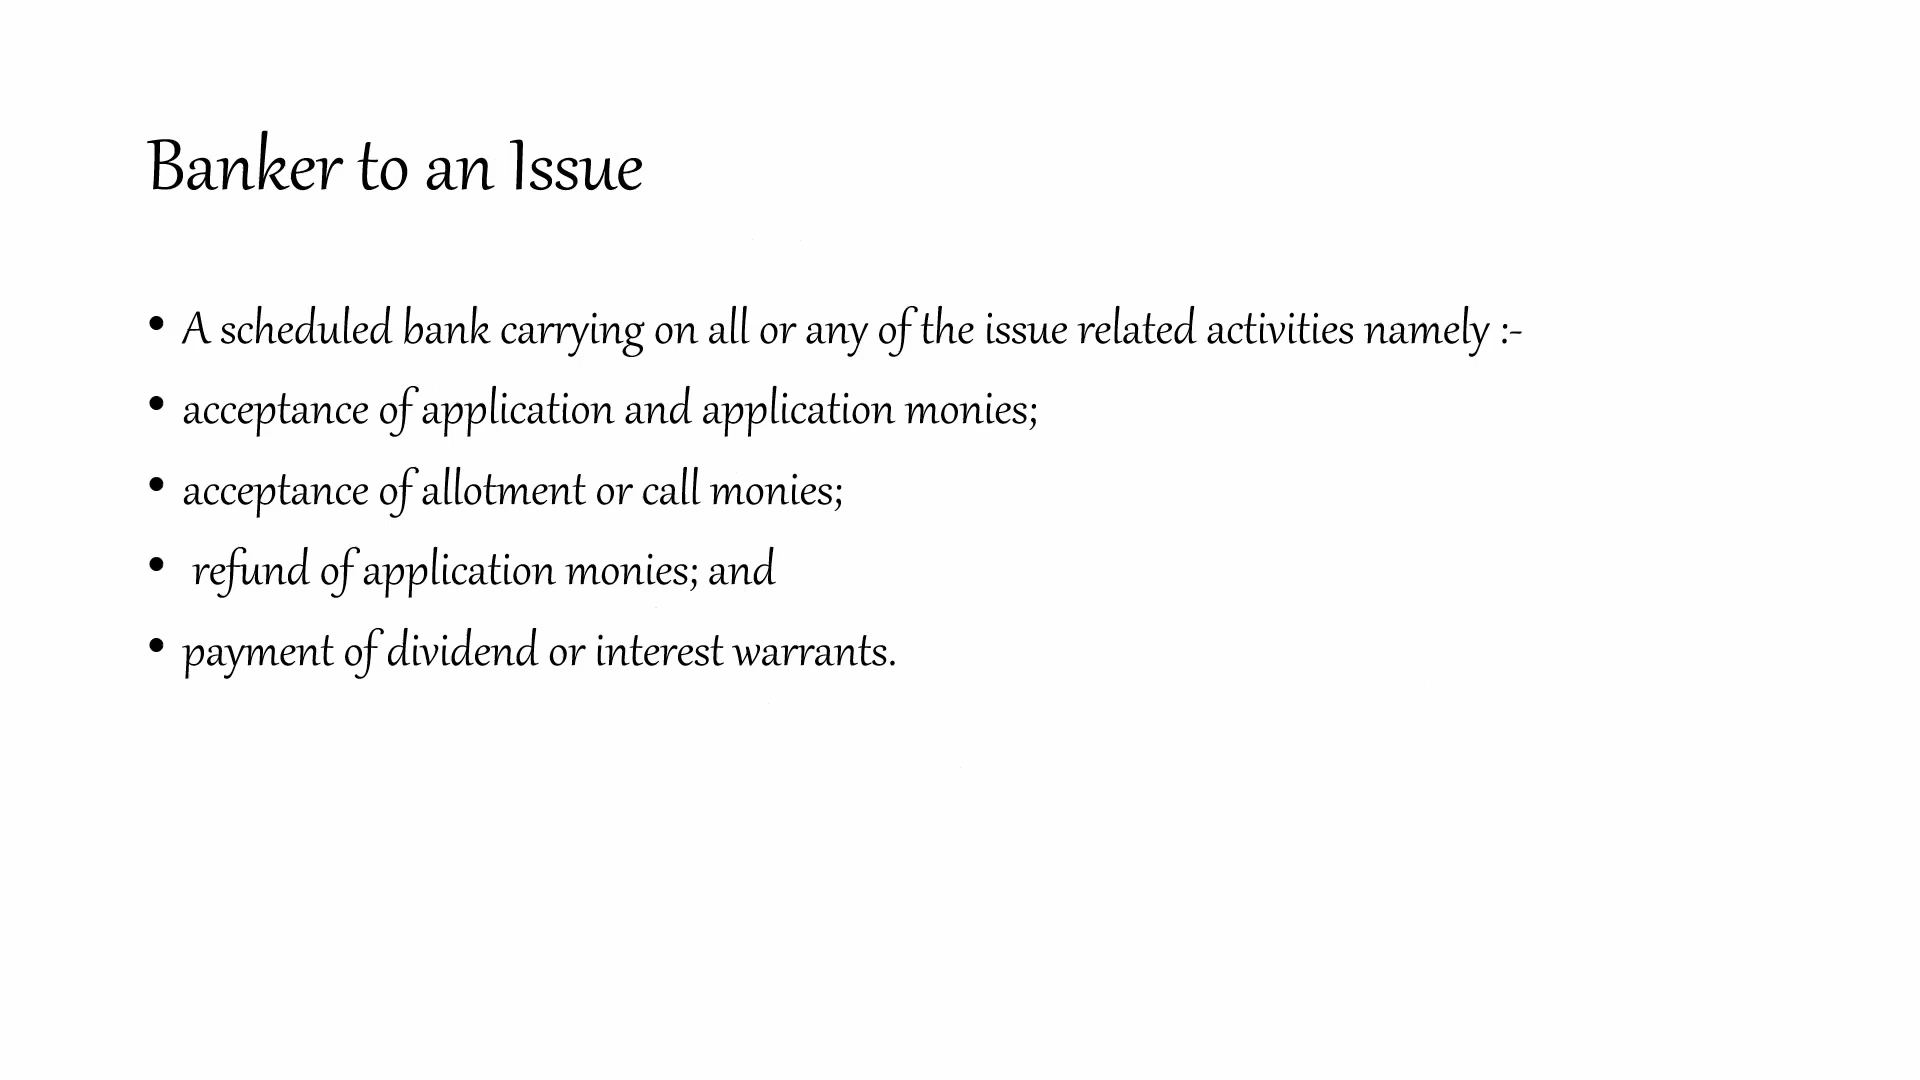 Banker to an Issue
• A scheduled bank carrying on all or any of the issue related activities namely :-
• acceptance of application and application monies;
• acceptance of allotment or call monies;
• refund of application monies; and
• payment of dividend or interest warrants.